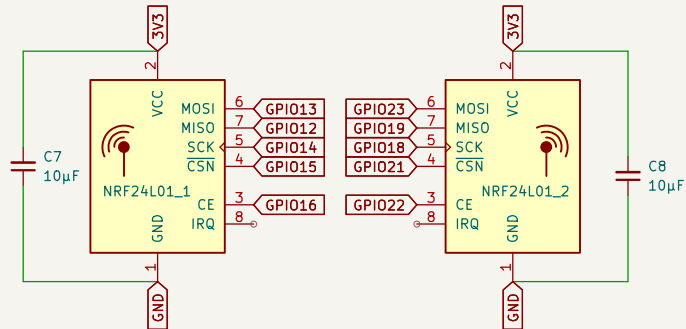 3V3
3V3
2
2
VCC
VCC
MOSI 6 GPIO13
GPIO23 6 MOSI
MISO 7 GPIO12
GPIO19 7 MISO
SCK 5 GPIO14
GPIO18 5 SCK
CSN 4 GPIO15
GPIO21 4 CSN
C7
10µF
C8
10µF
NRF24L01_1
NRF24L01_2
CE 3 GPIO16
GPIO22 3 CE
IRQ 8
8 IRQ
GND
GND
1
1
GND
GND